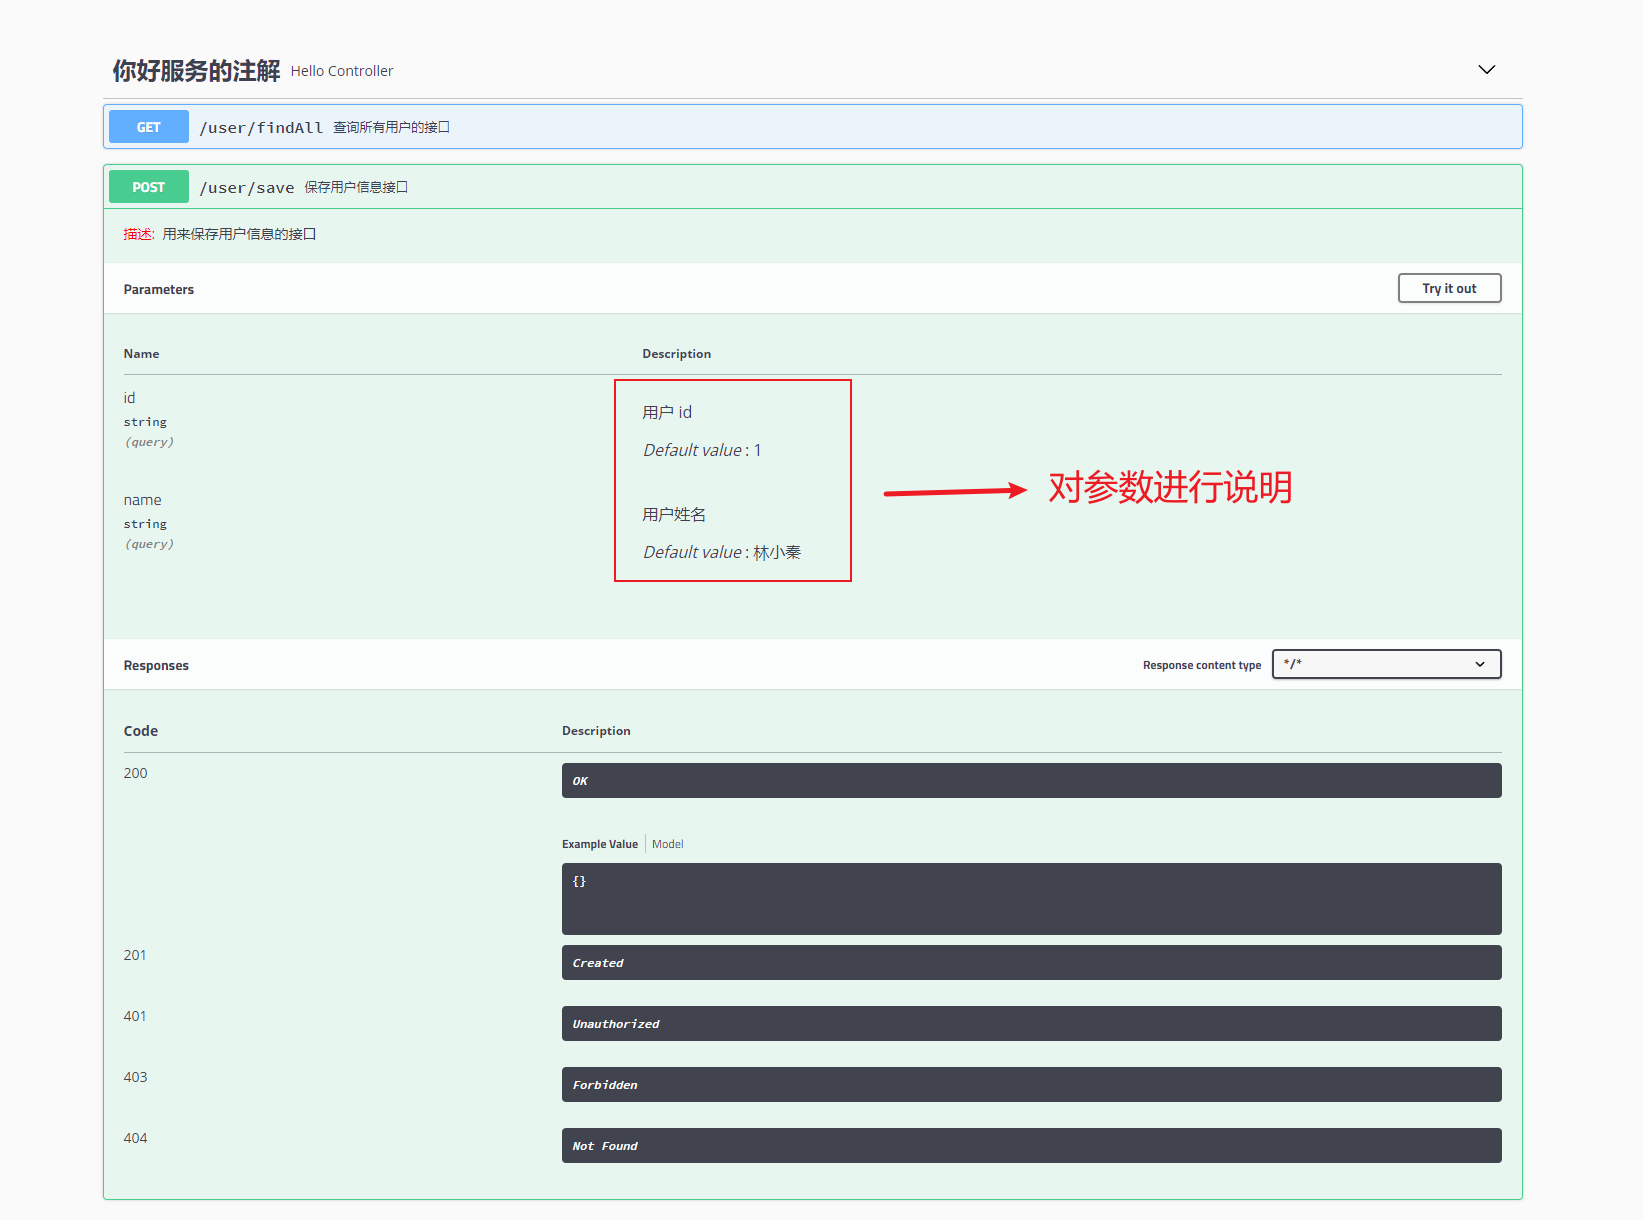 你好服务的注解 Hello Controller
GET /user/findAll 查询所有用户的接口
POST /user/save 保存用户信息接口
描述: 用来保存用户信息的接口
Parameters Try it out
Name Description
id
string
(query)
用户 id
Default value : 1
name
string
(query)
用户姓名
Default value : 林小秦
对参数进行说明
Responses Response content type */*
Code Description
200 OK
Example Value Model
{}
201 Created
401 Unauthorized
403 Forbidden
404 Not Found